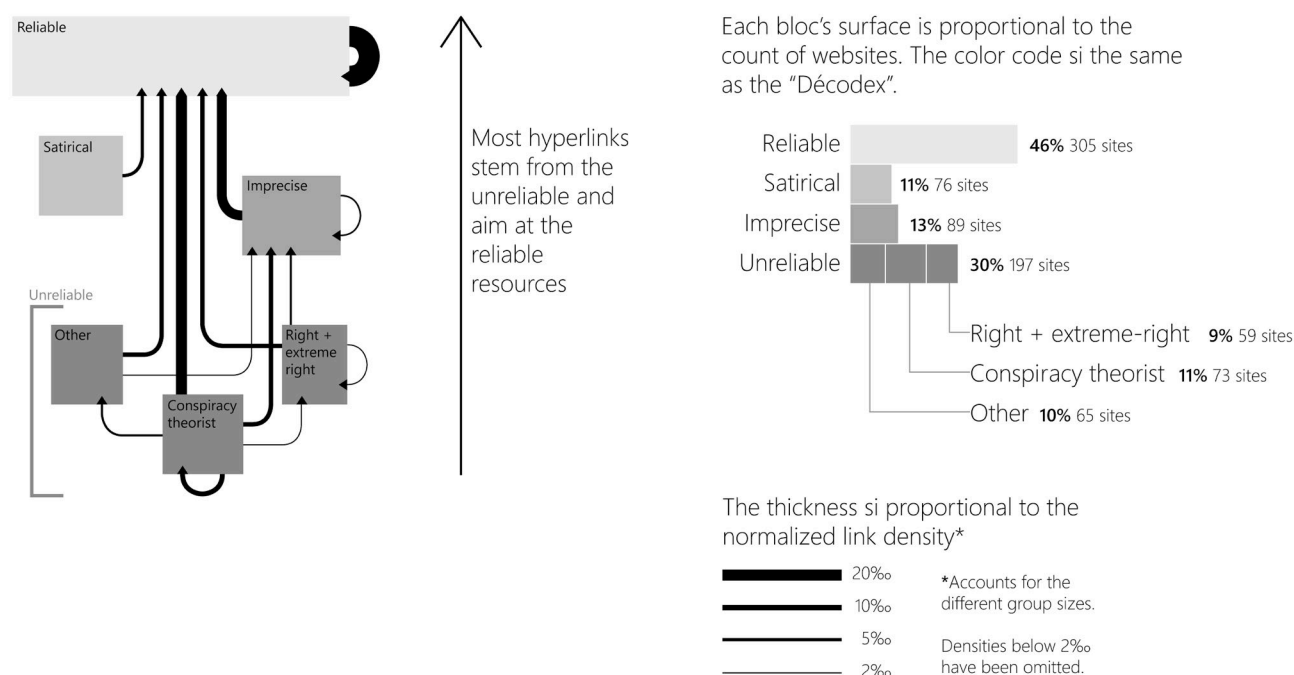 Reliable
Satirical
Imprecise
Unreliable
Other
Right +
extreme
right
Conspiracy
theorist
Most hyperlinks
stem from the
unreliable and
aim at the
reliable
resources
Each bloc’s surface is proportional to the
count of websites. The color code si the same
as the “Décodex”.
Reliable 46% 305 sites
Satirical 11% 76 sites
Imprecise 13% 89 sites
Unreliable 30% 197 sites
Right + extreme-right 9% 59 sites
Conspiracy theorist 11% 73 sites
Other 10% 65 sites
The thickness si proportional to the
normalized link density*
20‰
10‰
5‰
2‰
*Accounts for the
different group sizes.
Densities below 2‰
have been omitted.